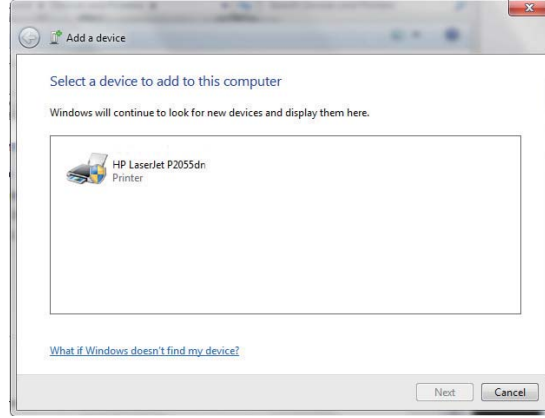 Add a device
Select a device to add to this computer
Windows will continue to look for new devices and display them here.
HP LaserJet P2055dn
Printer
What if Windows doesn't find my device?
Next
Cancel